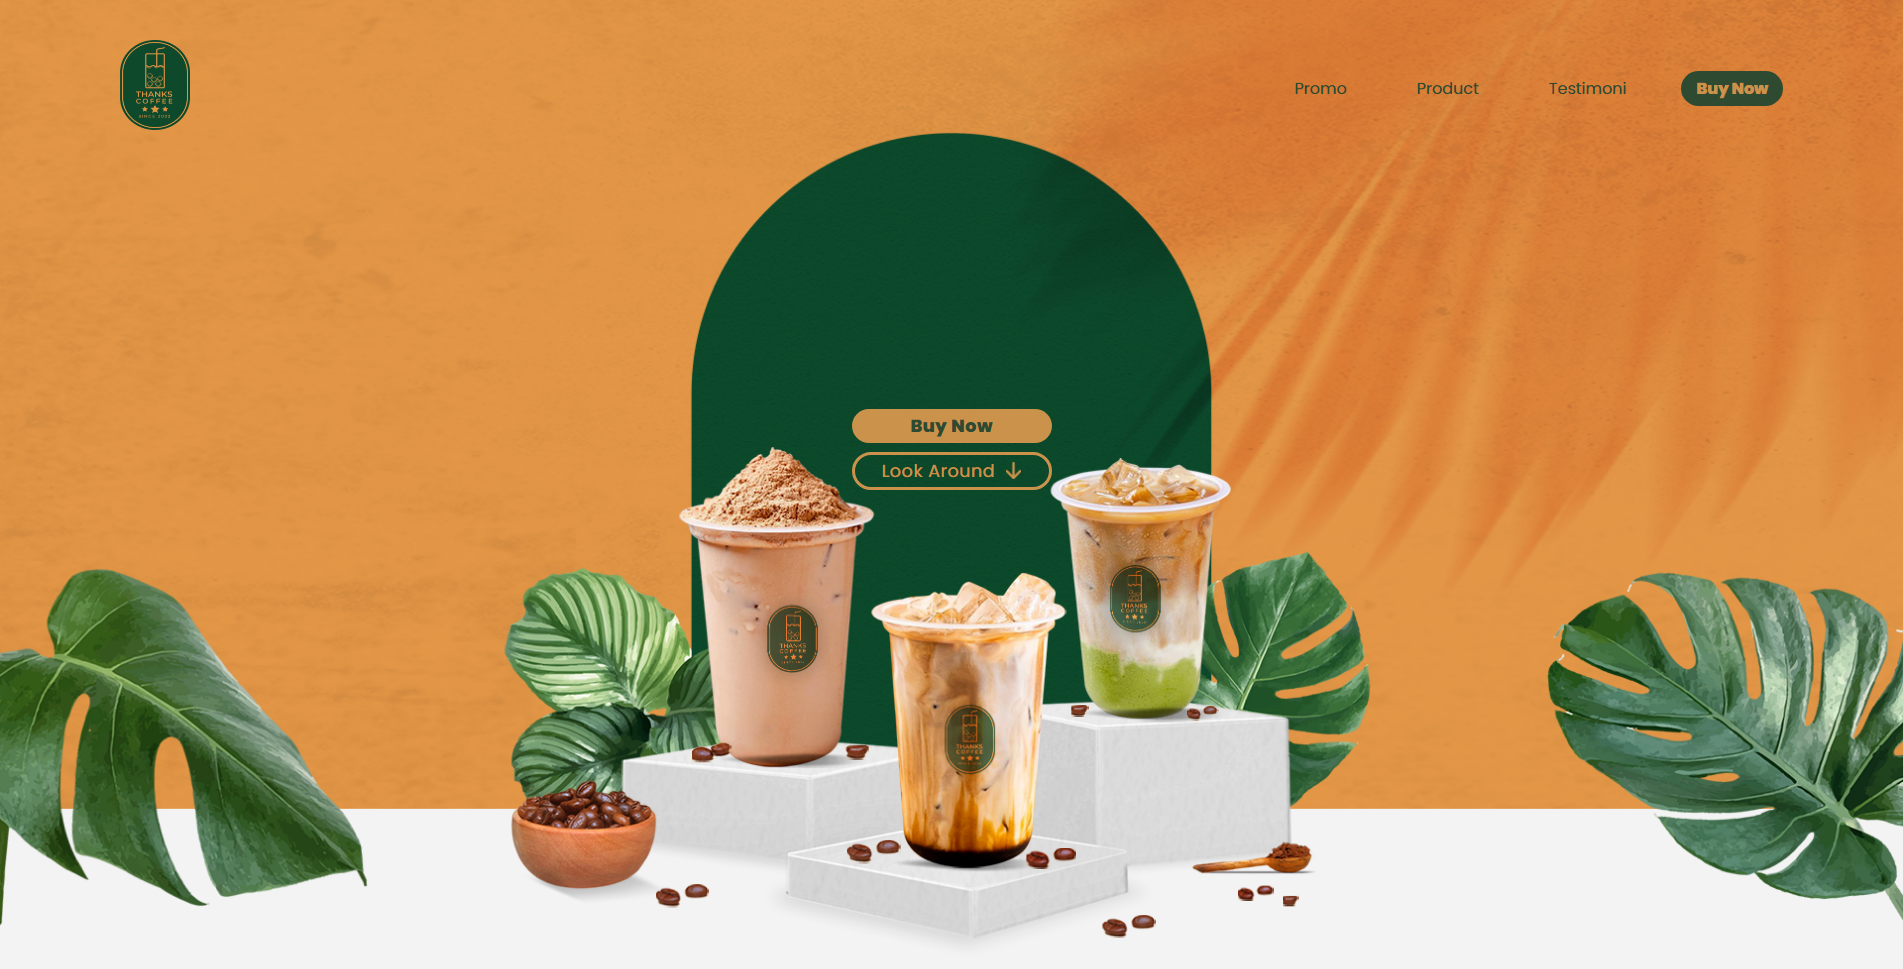 THANKS
COFFEE
SINCE 2022
Promo
Product
Testimoni
Buy Now
Buy Now
Look Around
THANKS
COFFEE
THANKS
COFFEE
THANKS
COFFEE